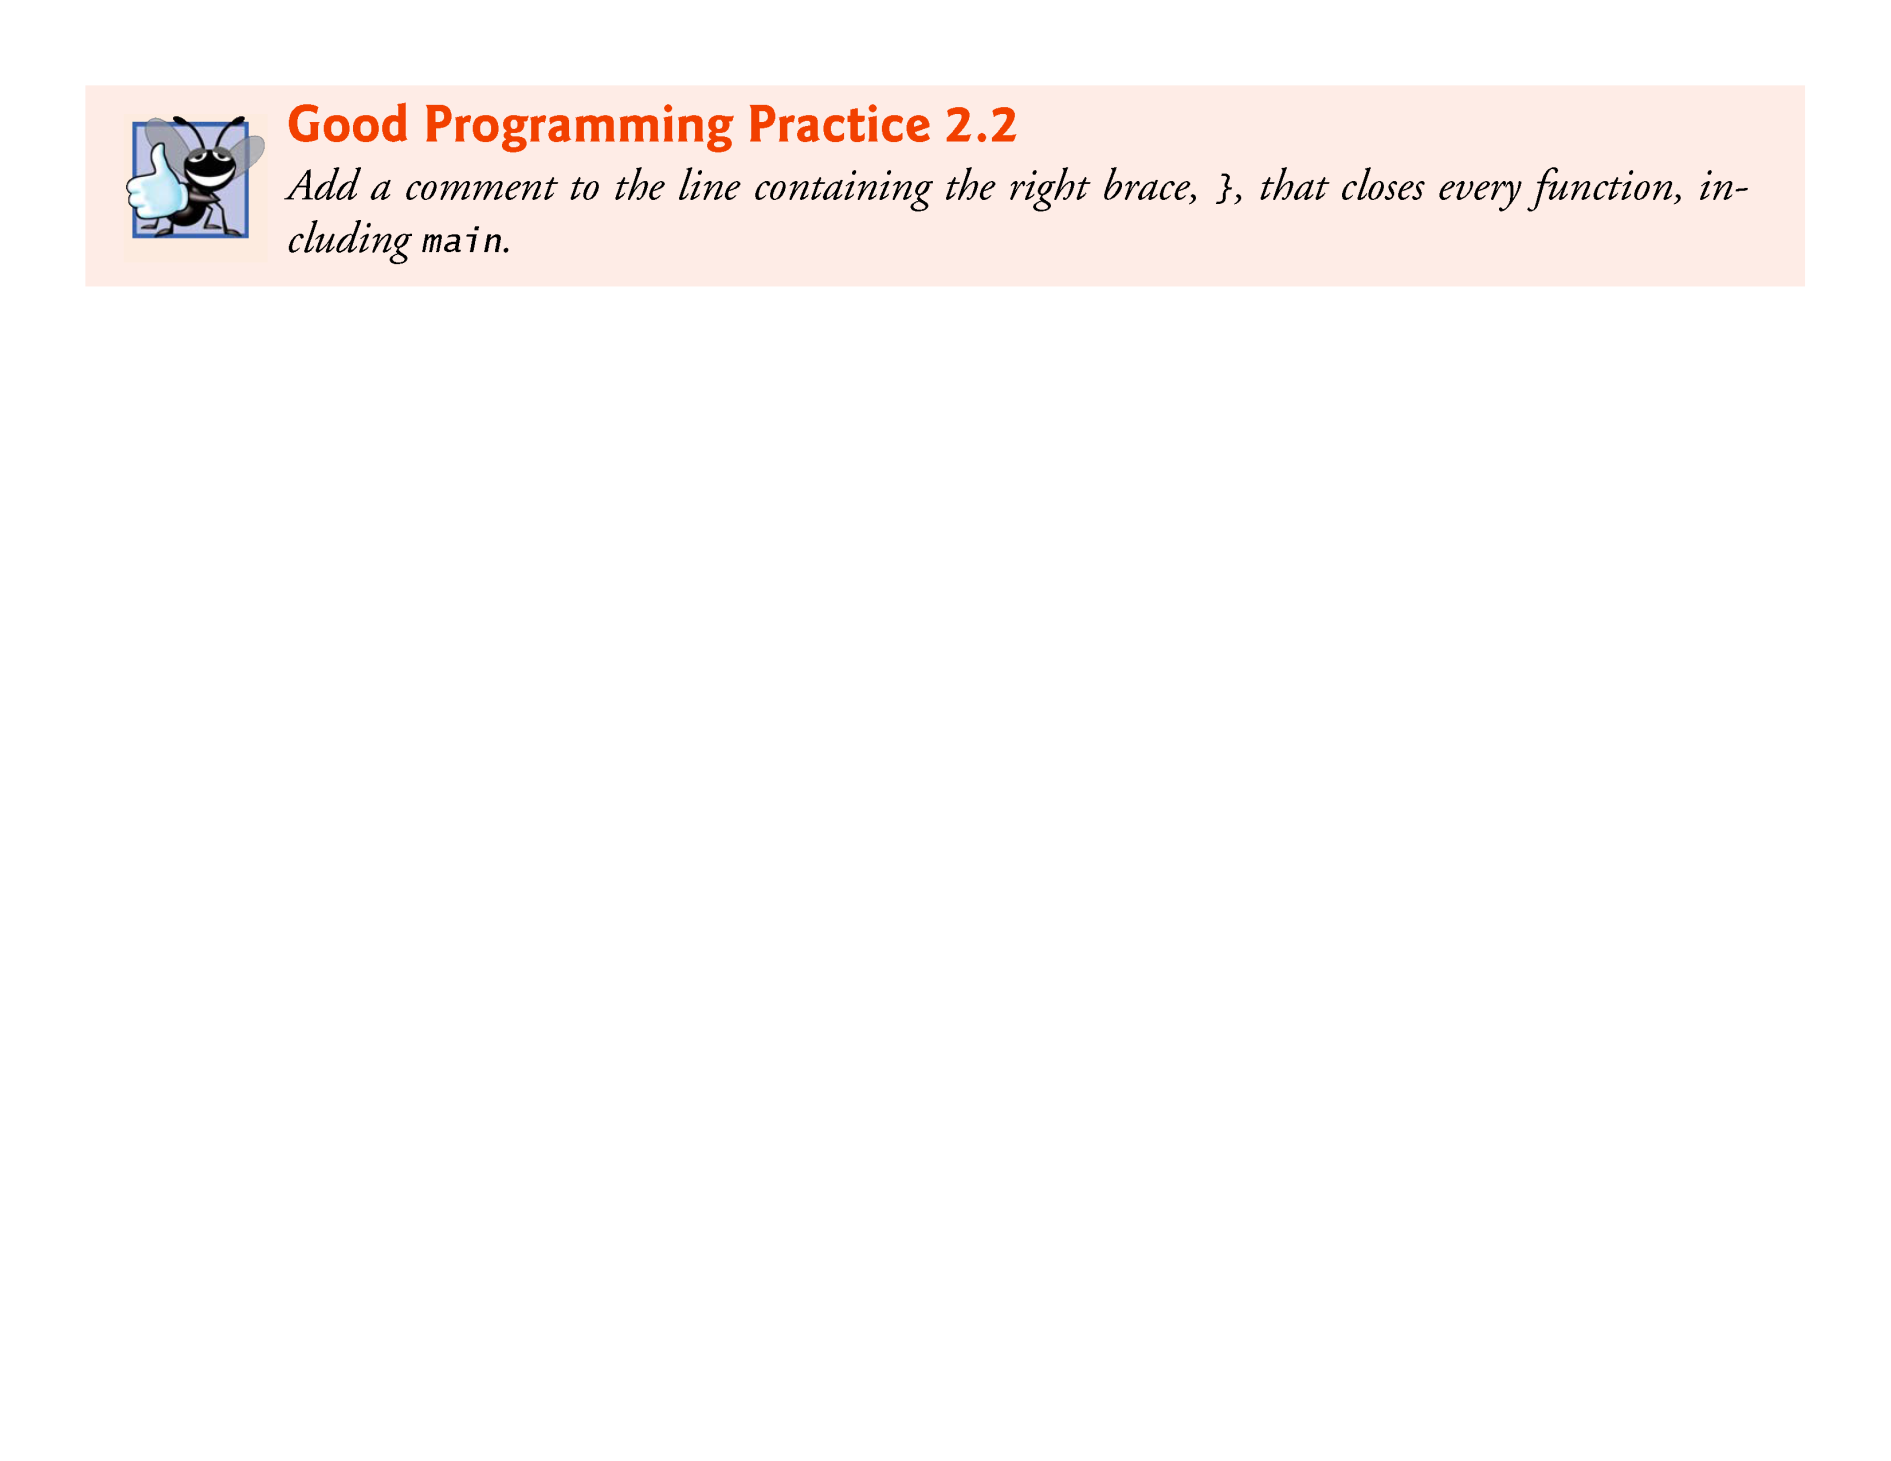 Good Programming Practice 2.2
Add a comment to the line containing the right brace, }, that closes every function, in-
cluding main.